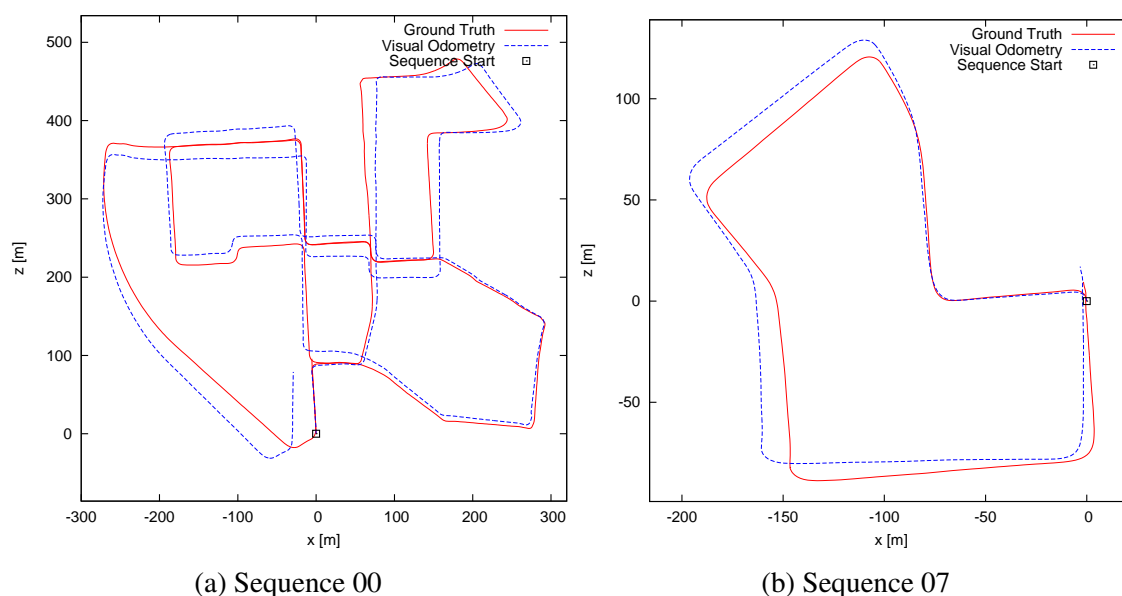 Ground Truth
Visual Odometry
Sequence Start
500
400
300
200
100
0
z [m]
-300 -200 -100 0 100 200 300
x [m]
(a) Sequence 00
Ground Truth
Visual Odometry
Sequence Start
100
50
0
-50
z [m]
-200 -150 -100 -50 0
x [m]
(b) Sequence 07